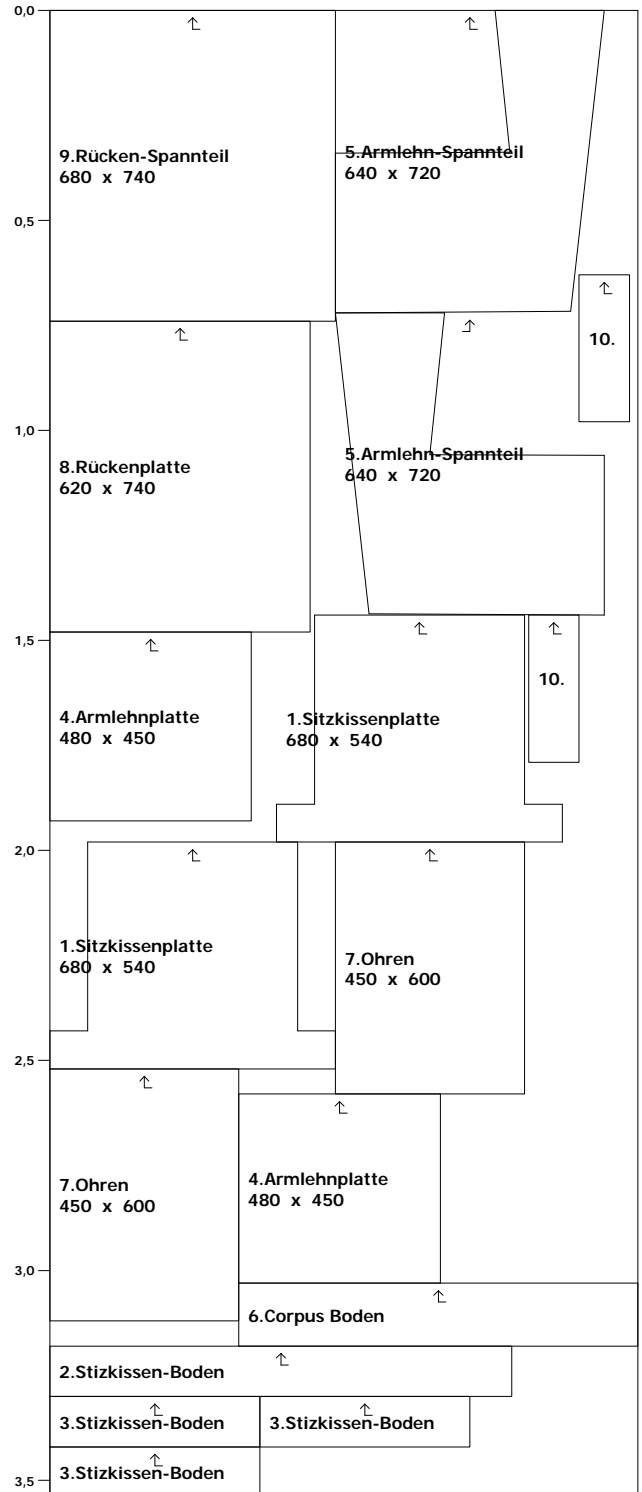 0,0
9.Rücken-Spannteil
680 x 740
5.Armlehn-Spannteil
640 x 720
0,5
10.
1,0
8.Rückenplatte
620 x 740
5.Armlehn-Spannteil
640 x 720
1,5
4.Armlehnplatte
480 x 450
1.Sitzkissenplatte
680 x 540
10.
2,0
1.Sitzkissenplatte
680 x 540
7.Ohren
450 x 600
2,5
7.Ohren
450 x 600
4.Armlehnplatte
480 x 450
3,0
6.Corpus Boden
2.Stizkissen-Boden
3.Stizkissen-Boden
3.Stizkissen-Boden
3.Stizkissen-Boden
3,5